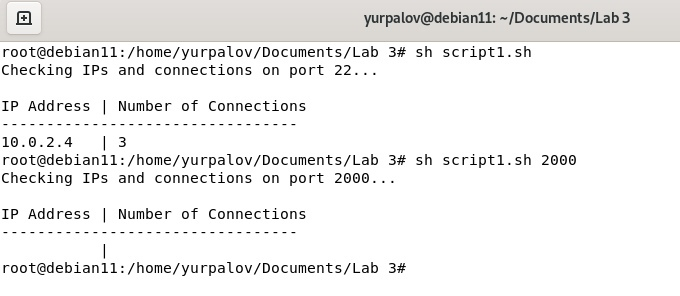 yurpalov@debian11: ~/Documents/Lab 3
root@debian11:/home/yurpalov/Documents/Lab 3# sh script1.sh
Checking IPs and connections on port 22...
IP Address | Number of Connections
---------------------------------
10.0.2.4   | 3
root@debian11:/home/yurpalov/Documents/Lab 3# sh script1.sh 2000
Checking IPs and connections on port 2000...
IP Address | Number of Connections
---------------------------------
           |
root@debian11:/home/yurpalov/Documents/Lab 3#